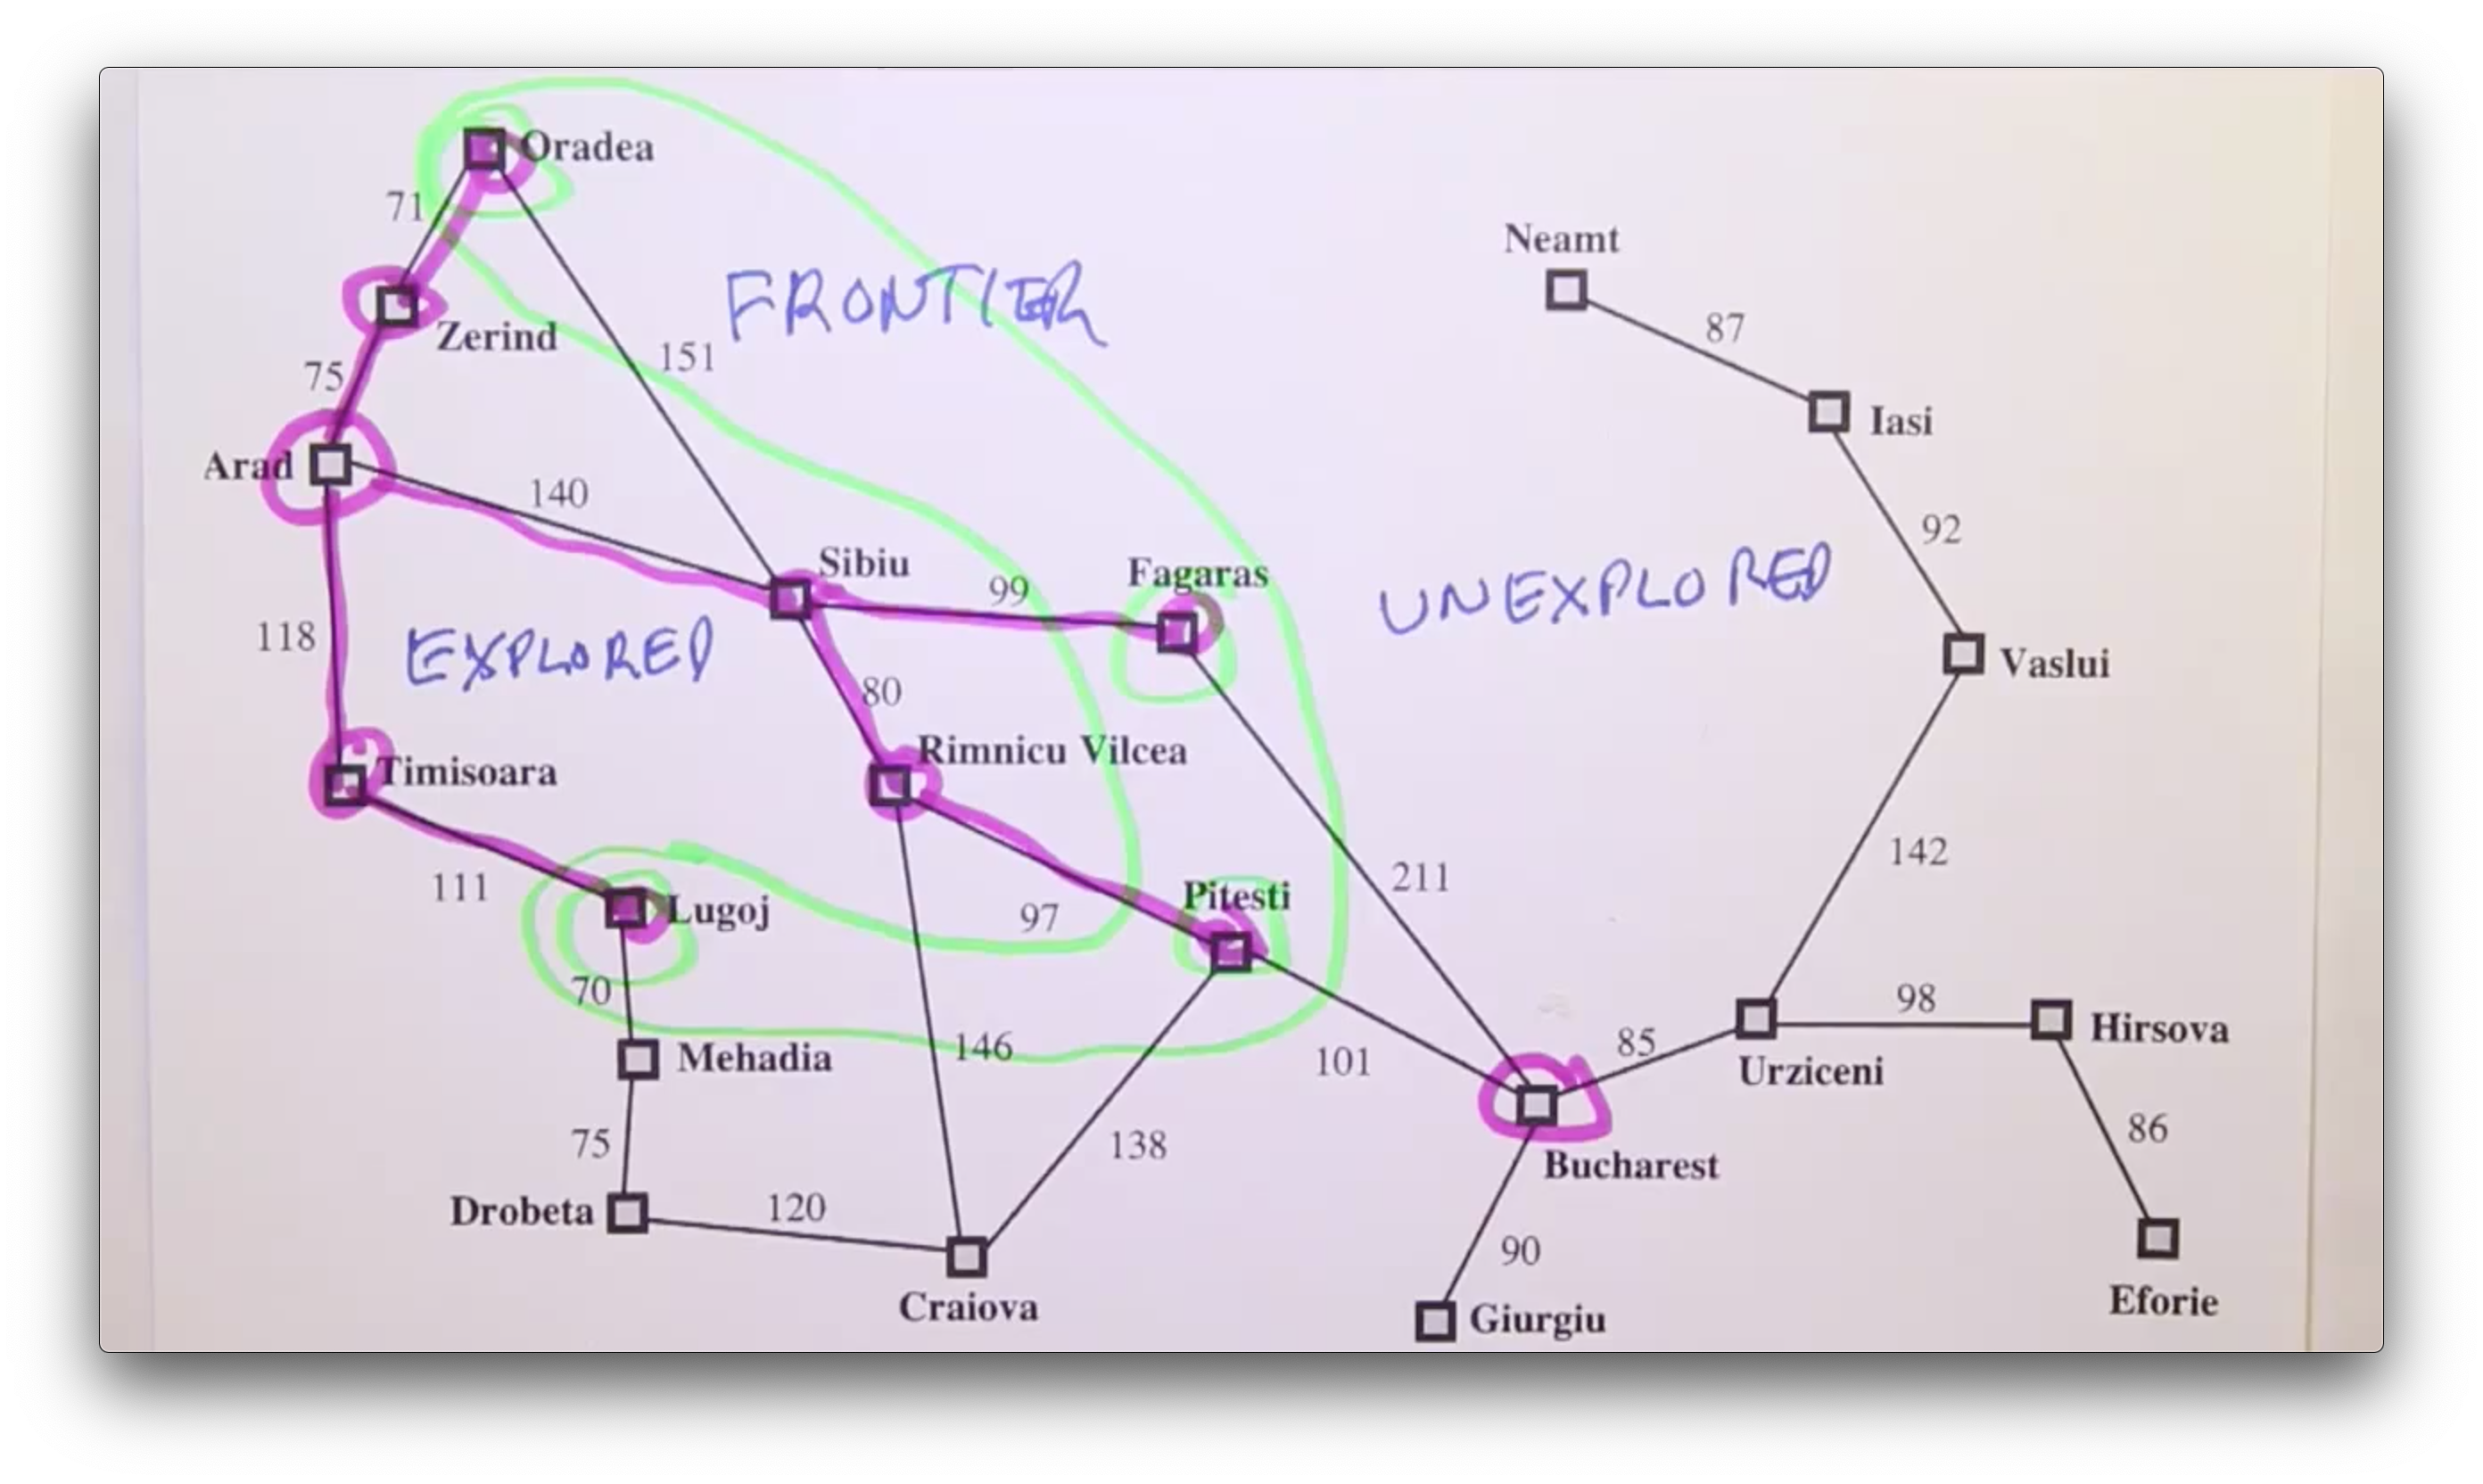 Oradea
71
Neamt
FRONTIER
87
Zerind
151
75
Iasi
Arad
140
92
Sibiu
99
Fagaras
UNEXPLORED
118
EXPLORED
Vaslui
80
Rimnicu Vilcea
Timisoara
142
111
211
Pitesti
Lugoj
97
70
98
Hirsova
146
85
Mehadia
101
Urziceni
86
75
138
Bucharest
Drobeta
120
90
Craiova
Giurgiu
Eforie